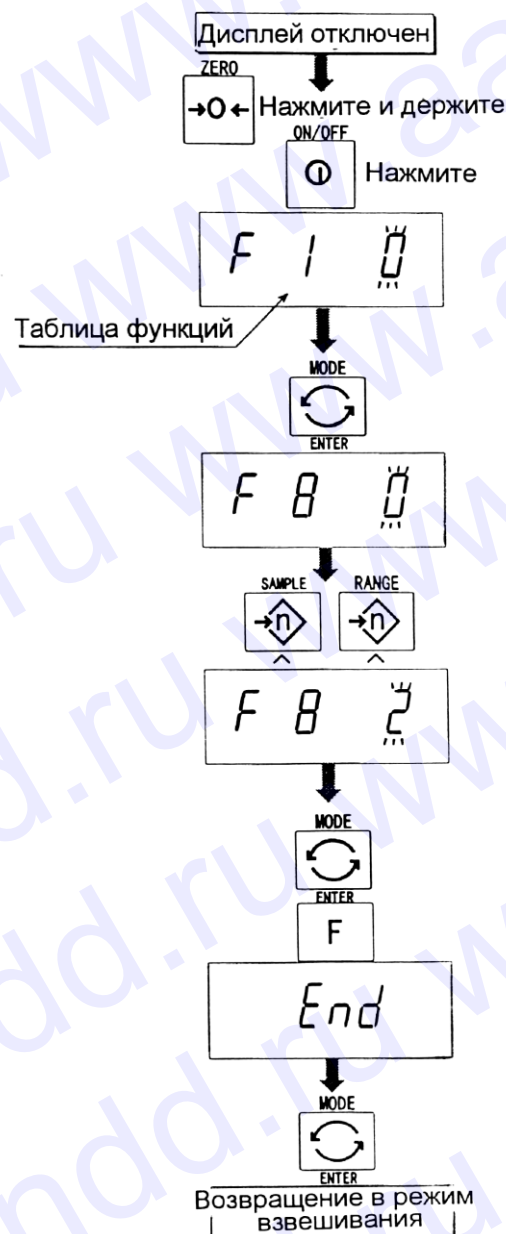 Дисплей отключен
ZERO
→0← Нажмите и держите
ON/OFF
Нажмите
F 1 0
Таблица функций
MODE
ENTER
F 8 0
SAMPLE RANGE
→n →n
F 8 2
MODE
ENTER
F
End
MODE
ENTER
Возвращение в режим
взвешивания